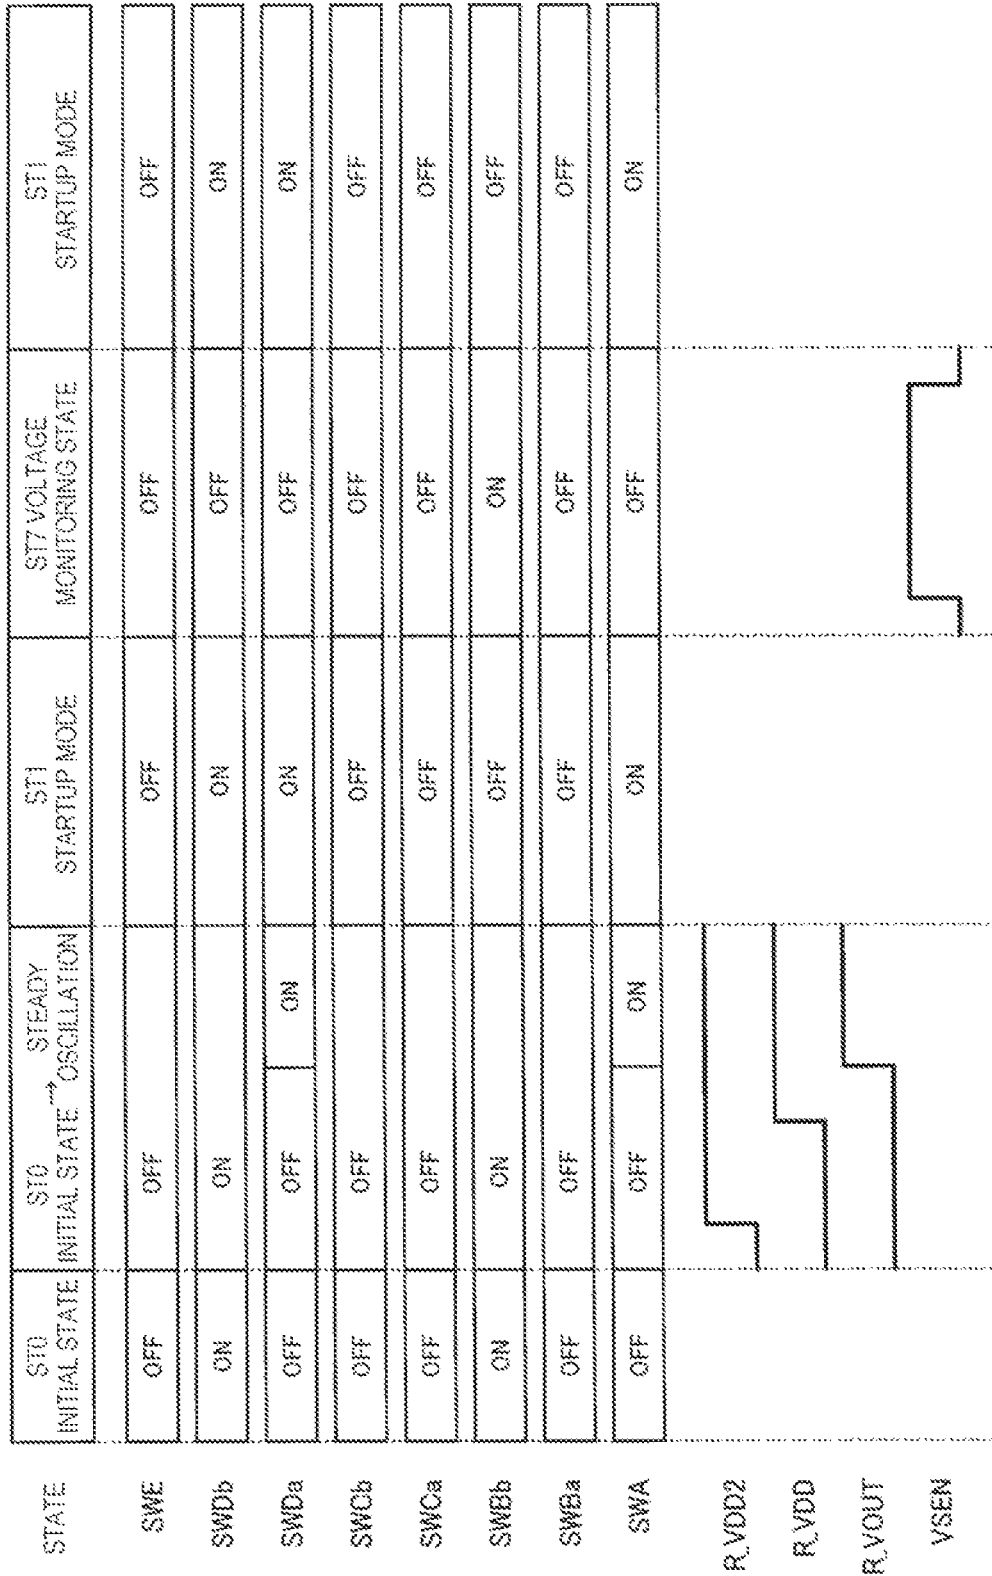 STATE
ST0
INITIAL STATE
ST0
INITIAL STATE → STEADY
OSCILLATION
ST1
STARTUP MODE
ST7 VOLTAGE
MONITORING STATE
ST1
STARTUP MODE
SWE OFF OFF OFF OFF OFF
SWDb ON ON ON OFF ON
SWDa OFF OFF ON ON OFF ON
SWCb OFF OFF OFF OFF OFF
SWCa OFF OFF OFF OFF OFF
SWBb ON ON OFF ON OFF
SWBa OFF OFF OFF OFF OFF
SWA OFF OFF ON ON OFF ON
R_VDD2
R_VDD
R_VOUT
VSEN